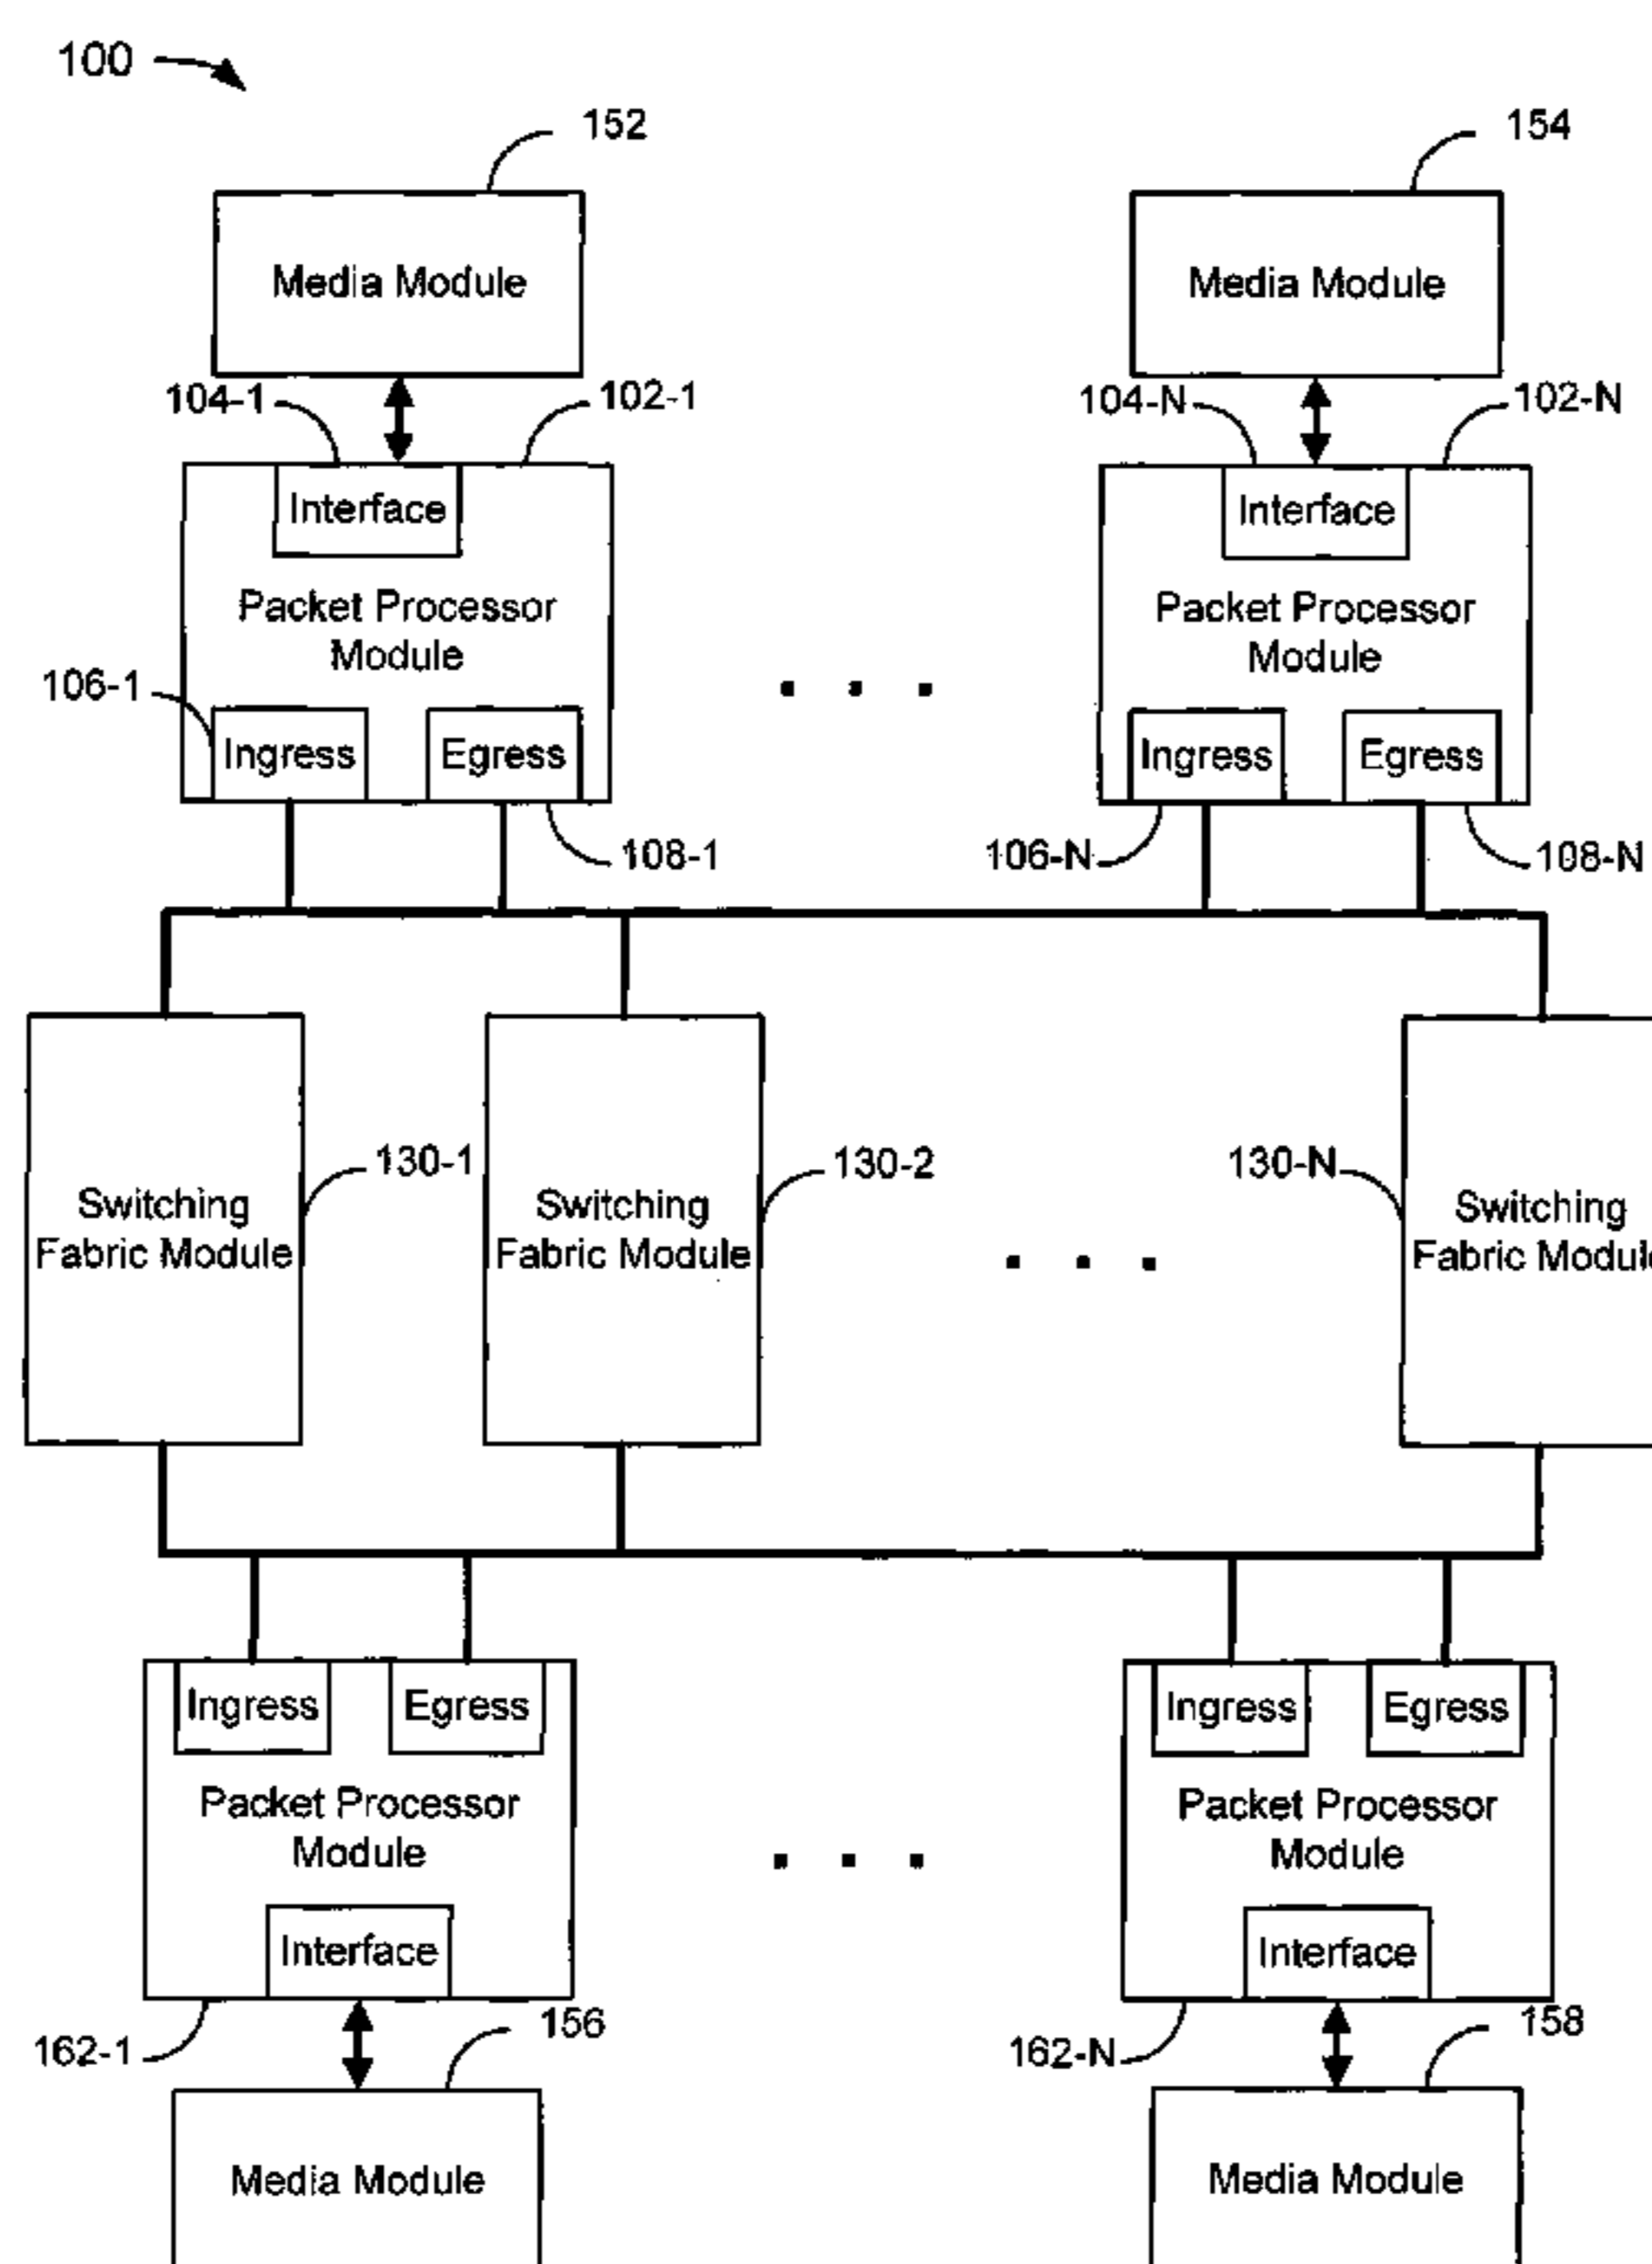 100
152
154
Media Module
Media Module
104-1
102-1
104-N
102-N
Interface
Interface
Packet Processor
Module
Packet Processor
Module
106-1
Ingress
Egress
Ingress
Egress
108-1
106-N
108-N
130-1
130-2
130-N
Switching
Fabric Module
Switching
Fabric Module
Switching
Fabric Module
Ingress
Egress
Ingress
Egress
Packet Processor
Module
Packet Processor
Module
Interface
Interface
162-1
156
162-N
158
Media Module
Media Module